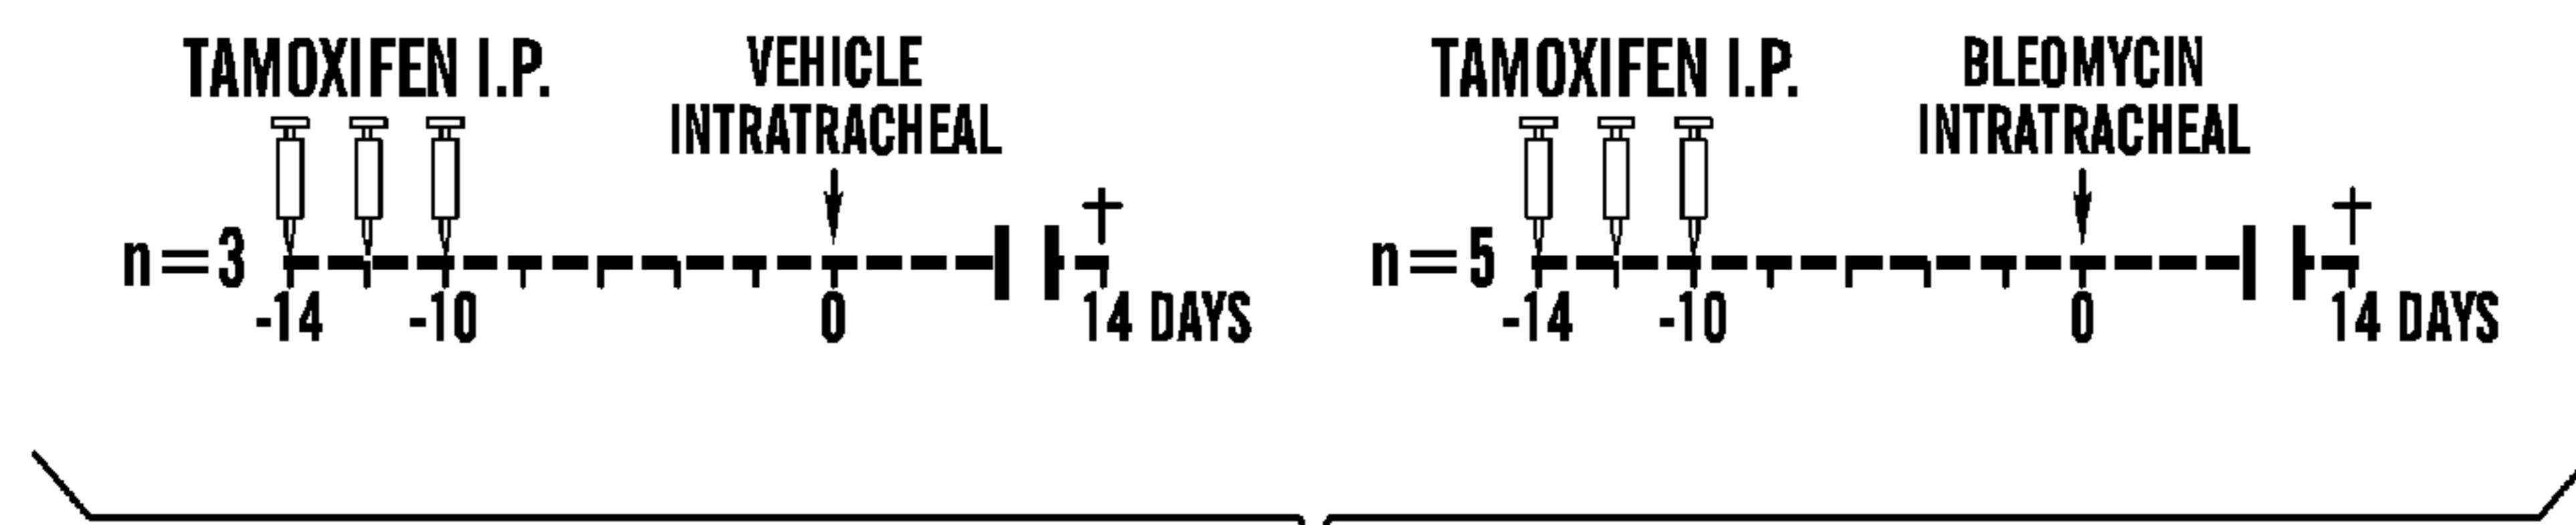 TAMOXIFEN I.P.
VEHICLE
INTRATRACHEAL
n=3
-14 -10 0 14 DAYS
TAMOXIFEN I.P.
BLEOMYCIN
INTRATRACHEAL
n=5
-14 -10 0 14 DAYS